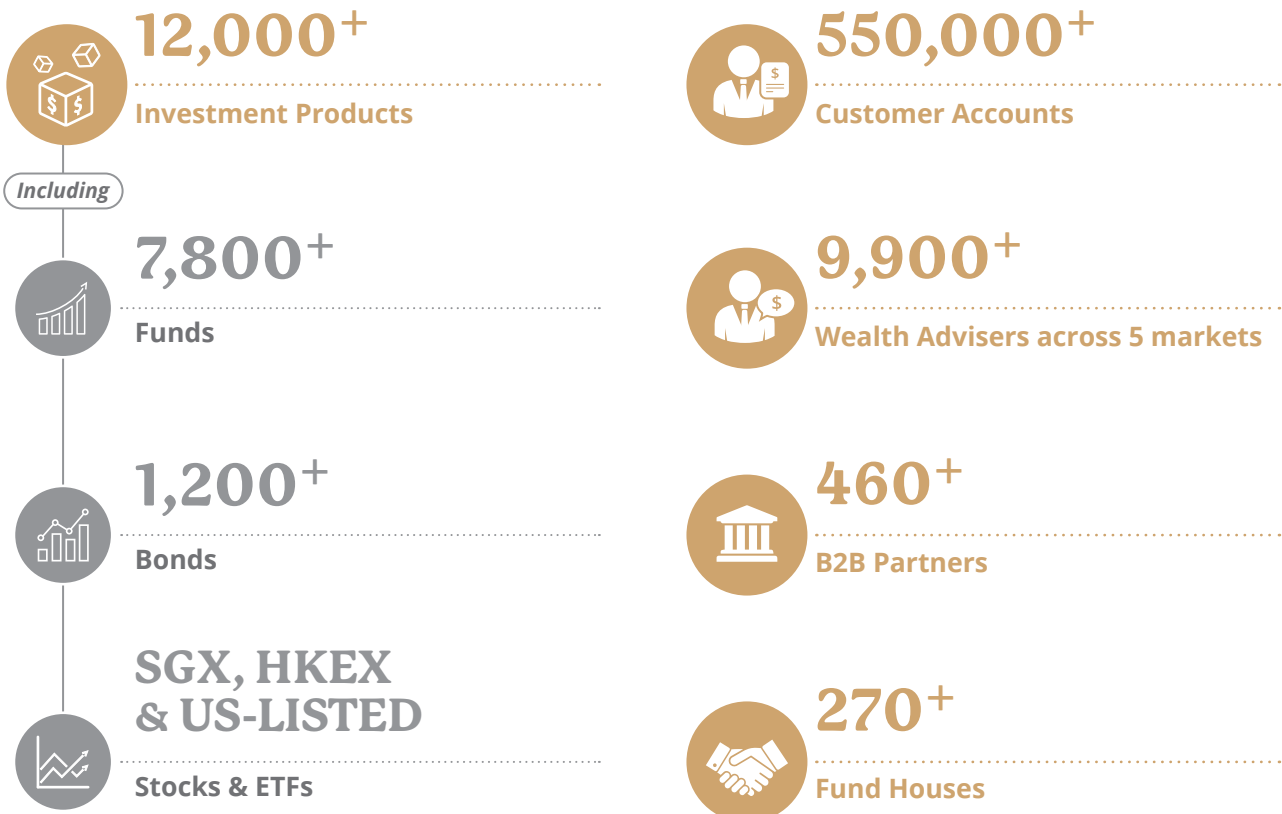 12,000+
Investment Products
Including
7,800+
Funds
1,200+
Bonds
SGX, HKEX
& US-LISTED
Stocks & ETFs
550,000+
Customer Accounts
9,900+
Wealth Advisers across 5 markets
460+
B2B Partners
270+
Fund Houses